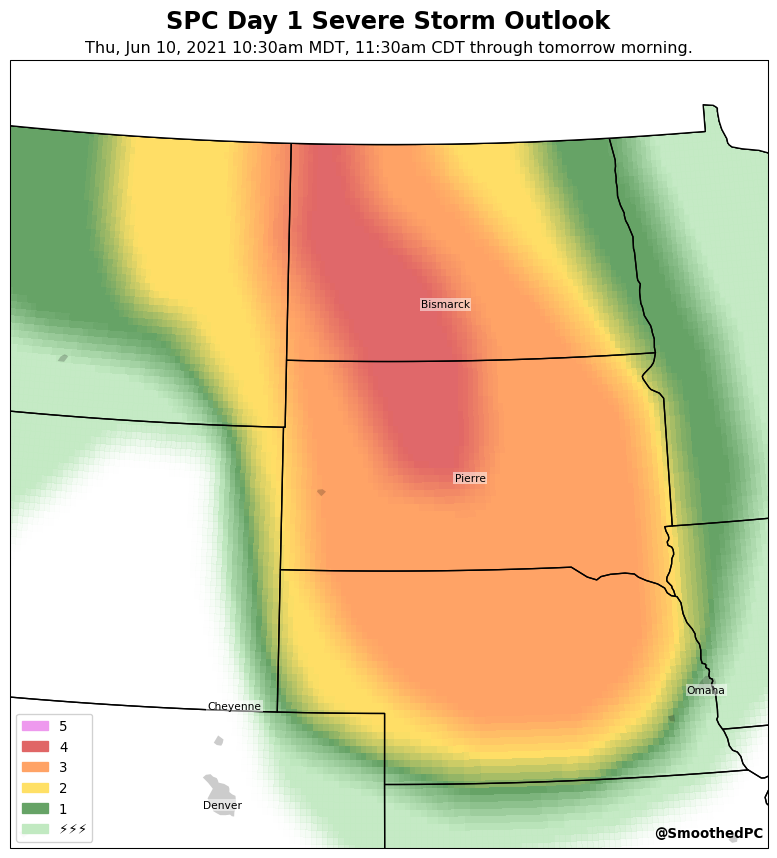 SPC Day 1 Severe Storm Outlook
Thu, Jun 10, 2021 10:30am MDT, 11:30am CDT through tomorrow morning.
Bismarck
Pierre
Omaha
Cheyenne
Denver
5
4
3
2
1
⚡⚡⚡
@SmoothedPC